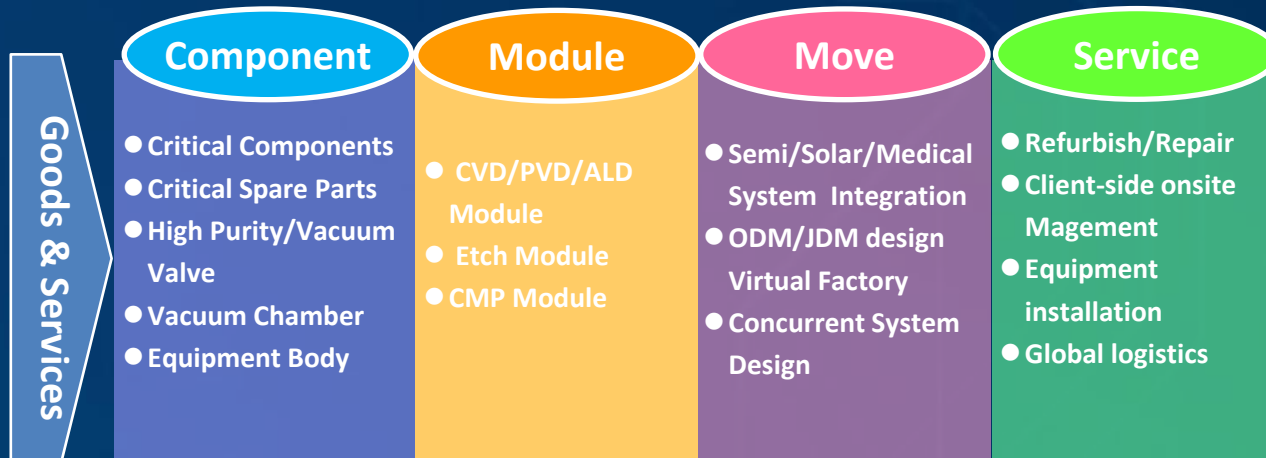 Component
Module
Move
Service
Goods & Services
● Critical Components
● Critical Spare Parts
● High Purity/Vacuum
Valve
● Vacuum Chamber
● Equipment Body
● CVD/PVD/ALD
Module
● Etch Module
● CMP Module
● Semi/Solar/Medical
System Integration
● ODM/JDM design
Virtual Factory
● Concurrent System
Design
● Refurbish/Repair
● Client-side onsite
Magement
● Equipment
installation
● Global logistics